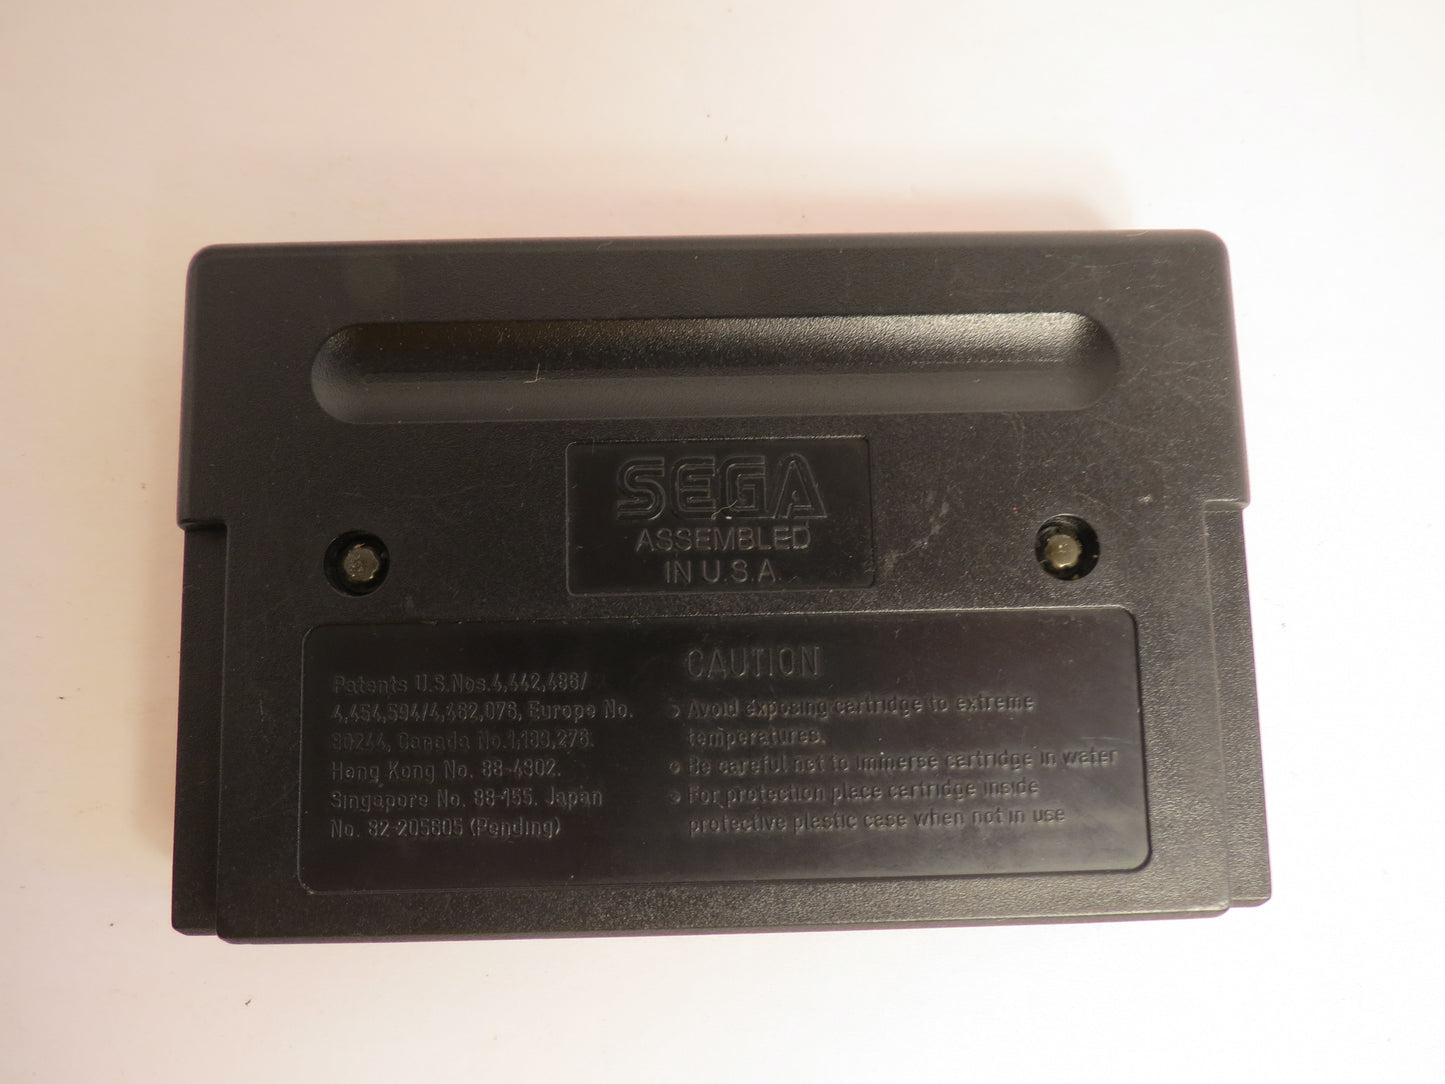 SEGA
ASSEMBLED
IN U.S.A.
Patents U.S.Nos.4,442,486/
4,454,594/4,462,076, Europe No.
80244, Canada No.1,183,276.
Hong Kong No. 88-4302.
Singapore No. 88-155. Japan
No. 82-205605 (Pending)
CAUTION
Avoid exposing cartridge to extreme
temperatures.
Be careful not to immerse cartridge in water
For protection place cartridge inside
protective plastic case when not in use